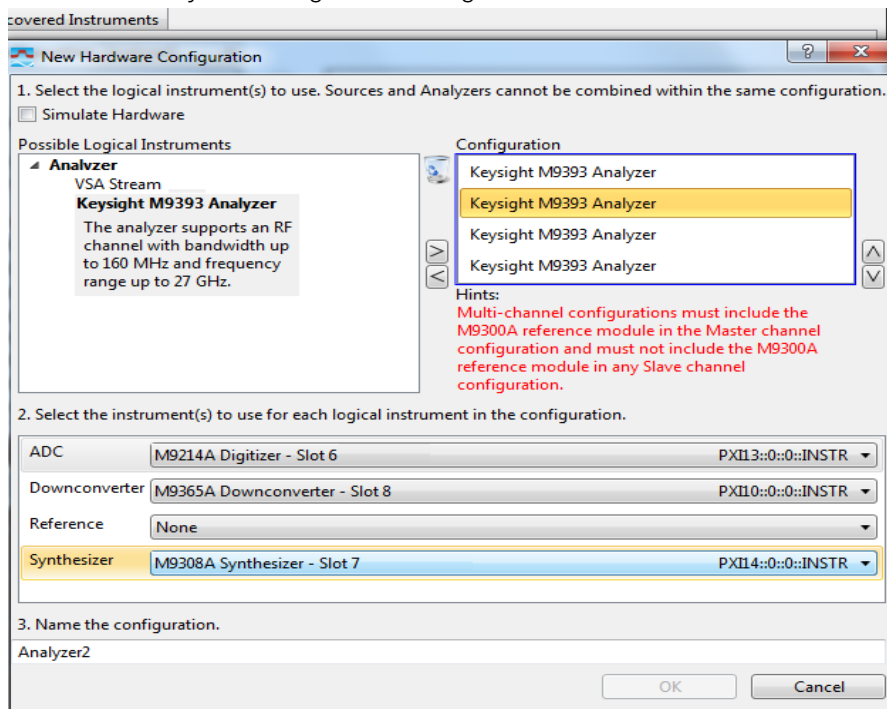 covered Instruments
New Hardware Configuration
1. Select the logical instrument(s) to use. Sources and Analyzers cannot be combined within the same configuration.
Simulate Hardware
Possible Logical Instruments
Analyzer
VSA Stream
Keysight M9393 Analyzer
The analyzer supports an RF
channel with bandwidth up
to 160 MHz and frequency
range up to 27 GHz.
Configuration
Keysight M9393 Analyzer
Keysight M9393 Analyzer
Keysight M9393 Analyzer
Keysight M9393 Analyzer
Hints:
Multi-channel configurations must include the
M9300A reference module in the Master channel
configuration and must not include the M9300A
reference module in any Slave channel
configuration.
2. Select the instrument(s) to use for each logical instrument in the configuration.
ADC M9214A Digitizer - Slot 6 PXI13::0::0::INSTR
Downconverter M9365A Downconverter - Slot 8 PXI10::0::0::INSTR
Reference None
Synthesizer M9308A Synthesizer - Slot 7 PXI14::0::0::INSTR
3. Name the configuration.
Analyzer2
OK Cancel